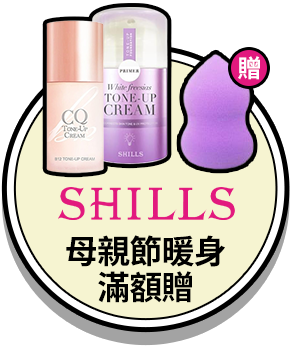 贈
CQ
TONE-UP
CREAM
PRIMER
White freesias
TONE-UP
CREAM
SHILLS
SHILLS
母親節暖身
滿額贈